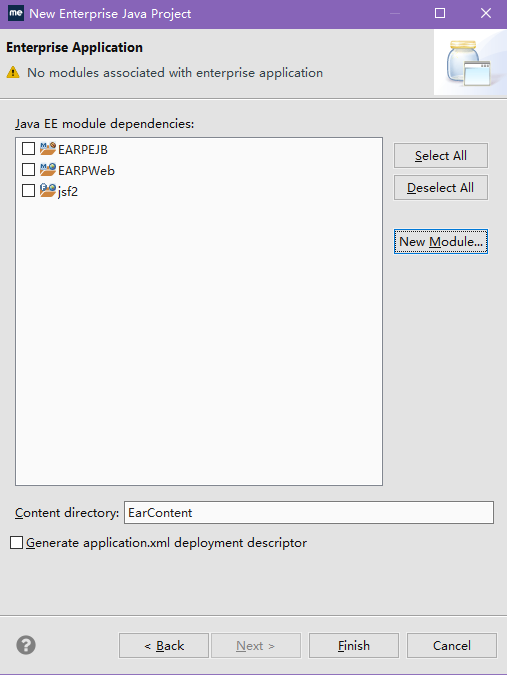 me New Enterprise Java Project
Enterprise Application
No modules associated with enterprise application
Java EE module dependencies:
EARPEJB
EARPWeb
jsf2
Select All
Deselect All
New Module...
Content directory: EarContent
Generate application.xml deployment descriptor
? < Back Next > Finish Cancel